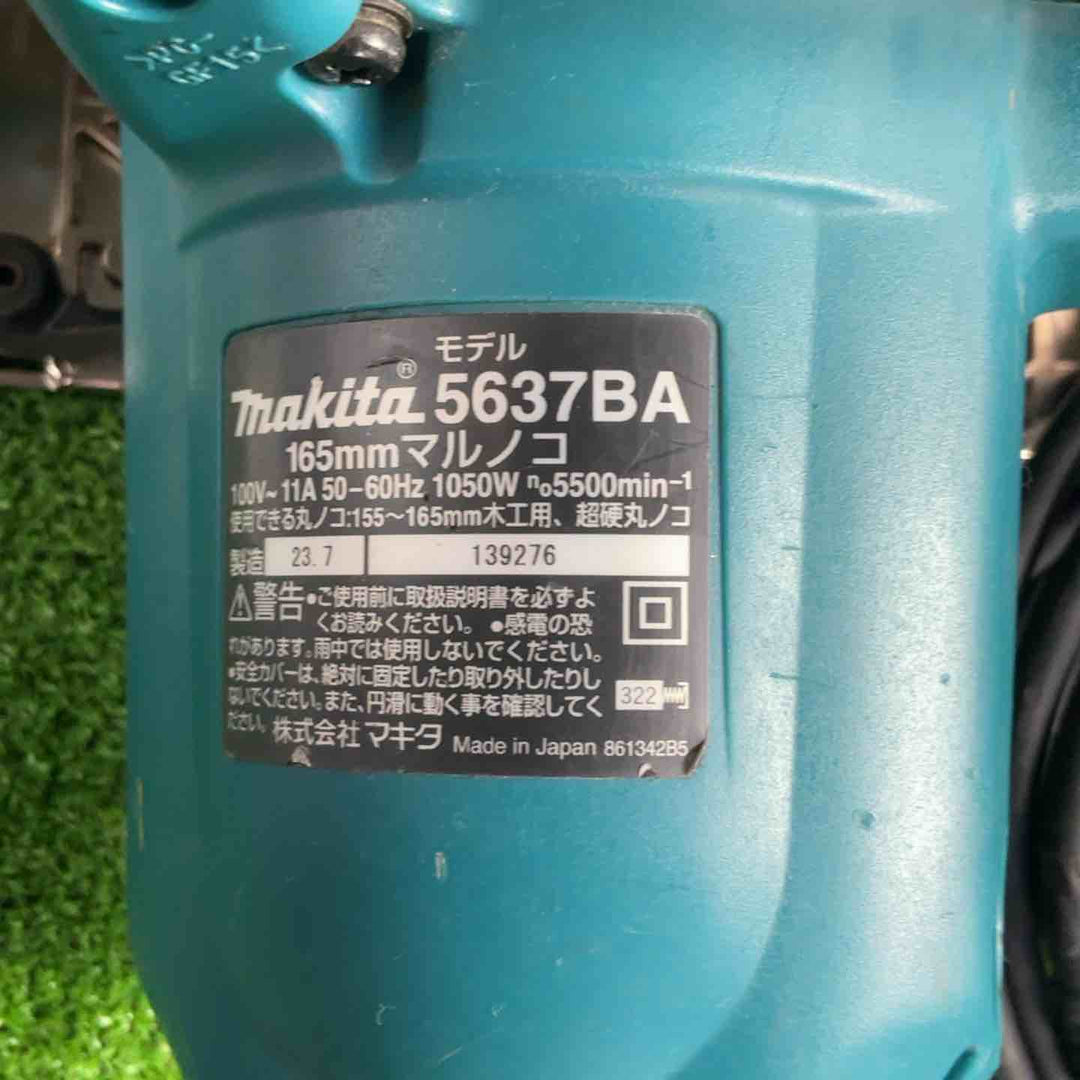 >PC-
GF15<
モデル
makita® 5637BA
165mmマルノコ
100V~ 11A 50-60Hz 1050W n₀5500min⁻¹
使用できる丸ノコ:155～165mm木工用、超硬丸ノコ
製造 23.7 139276
⚠警告 •ご使用前に取扱説明書を必ずよ
くお読みください。 •感電の恐
れがあります。雨中では使用しないでください。
•安全カバーは、絶対に固定したり取り外したりし
ないでください。また、円滑に動く事を確認してく
ださい。 株式会社 マキタ Made in Japan 861342B5
322